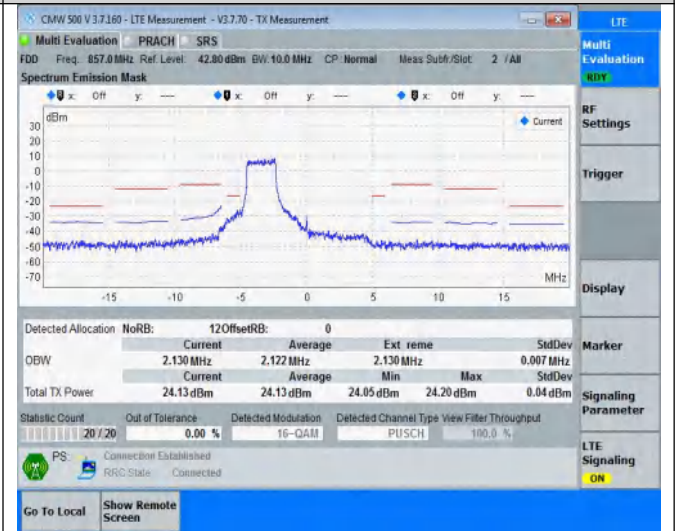 CMW 500 V 3.7.160 - LTE Measurement - V3.7.70 - TX Measurement
LTE
Multi Evaluation PRACH SRS
Multi
Evaluation
RDY
FDD Freq. 857.0 MHz Ref. Level: 42.80 dBm BW: 10.0 MHz CP: Normal Meas Subfr./Slot: 2 /All
Spectrum Emission Mask
x: Off y: --- x: Off y: --- x: Off y: ---
dBm
Current
30
20
10
0
-10
-20
-30
-40
-50
-60
-70
MHz
-15 -10 -5 0 5 10 15
RF
Settings
Trigger
Display
Marker
Signaling
Parameter
LTE
Signaling
ON
Detected Allocation NoRB: 12OffsetRB: 0
Current Average Ext reme StdDev
OBW 2.130 MHz 2.122 MHz 2.130 MHz 0.007 MHz
Current Average Min Max StdDev
Total TX Power 24.13 dBm 24.13 dBm 24.05 dBm 24.20 dBm 0.04 dBm
Statistic Count Out of Tolerance Detected Modulation Detected Channel Type View Filter Throughput
20 / 20 0.00 % 16-QAM PUSCH 100.0 %
PS: Connection Established
RRC State Connected
Go To Local
Show Remote
Screen